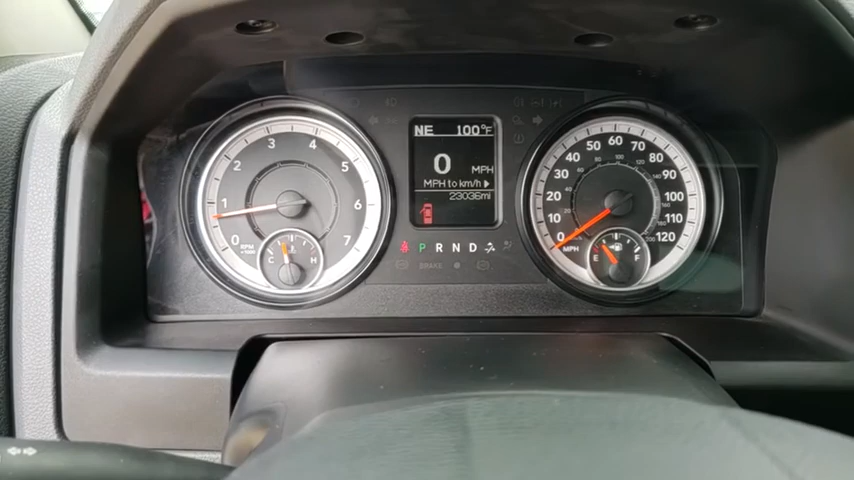 NE 100°F
0 MPH
MPH to km/h
23036mi
0 1 2 3 4 5 6 7
RPM
C H
0 10 20 30 40 50 60 70 80 90 100 110 120
MPH
E F
P R N D
BRAKE